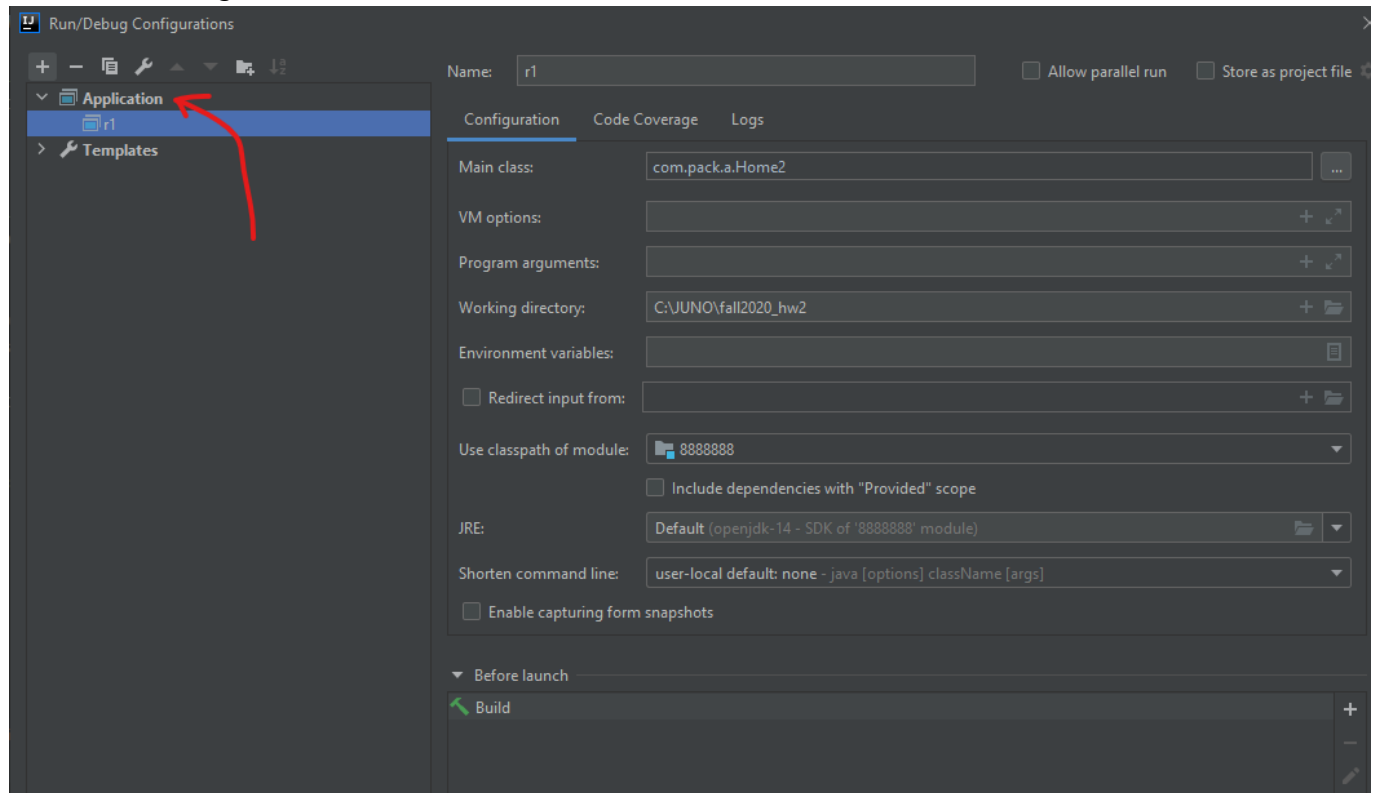 Run/Debug Configurations
Name: r1 Allow parallel run Store as project file
Application
r1
Templates
Configuration Code Coverage Logs
Main class: com.pack.a.Home2 ...
VM options:
Program arguments:
Working directory: C:\JUNO\fall2020_hw2
Environment variables:
Redirect input from:
Use classpath of module: 8888888
Include dependencies with "Provided" scope
JRE: Default (openjdk-14 - SDK of '8888888' module)
Shorten command line: user-local default: none - java [options] className [args]
Enable capturing form snapshots
Before launch
Build